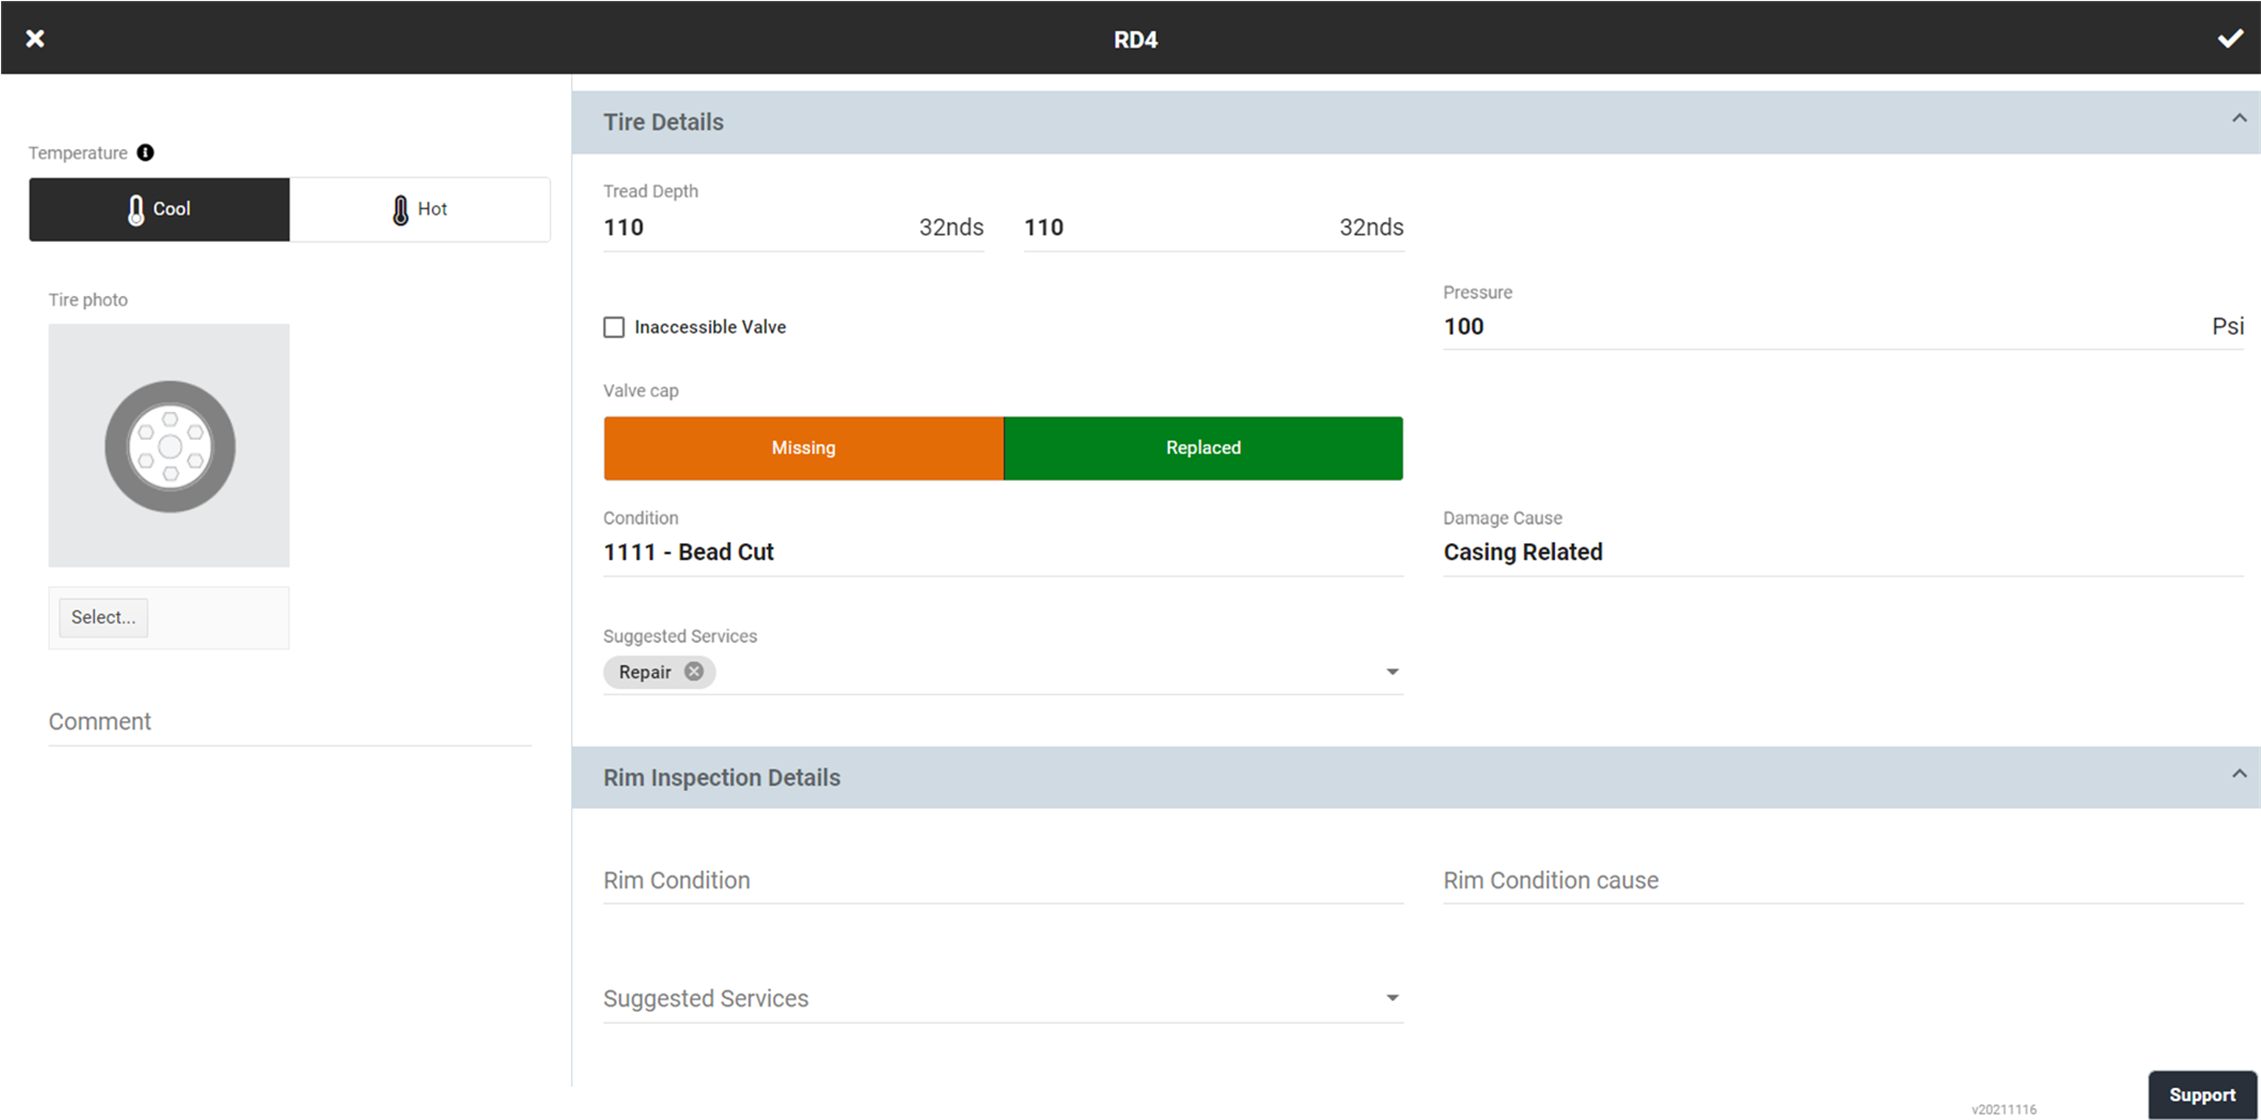 RD4
Temperature
Cool
Hot
Tire photo
Select...
Comment
Tire Details
Tread Depth
110 32nds 110 32nds
Pressure
Inaccessible Valve
100 Psi
Valve cap
Missing
Replaced
Condition
1111 - Bead Cut
Damage Cause
Casing Related
Suggested Services
Repair
Rim Inspection Details
Rim Condition
Rim Condition cause
Suggested Services
Support
v20211116